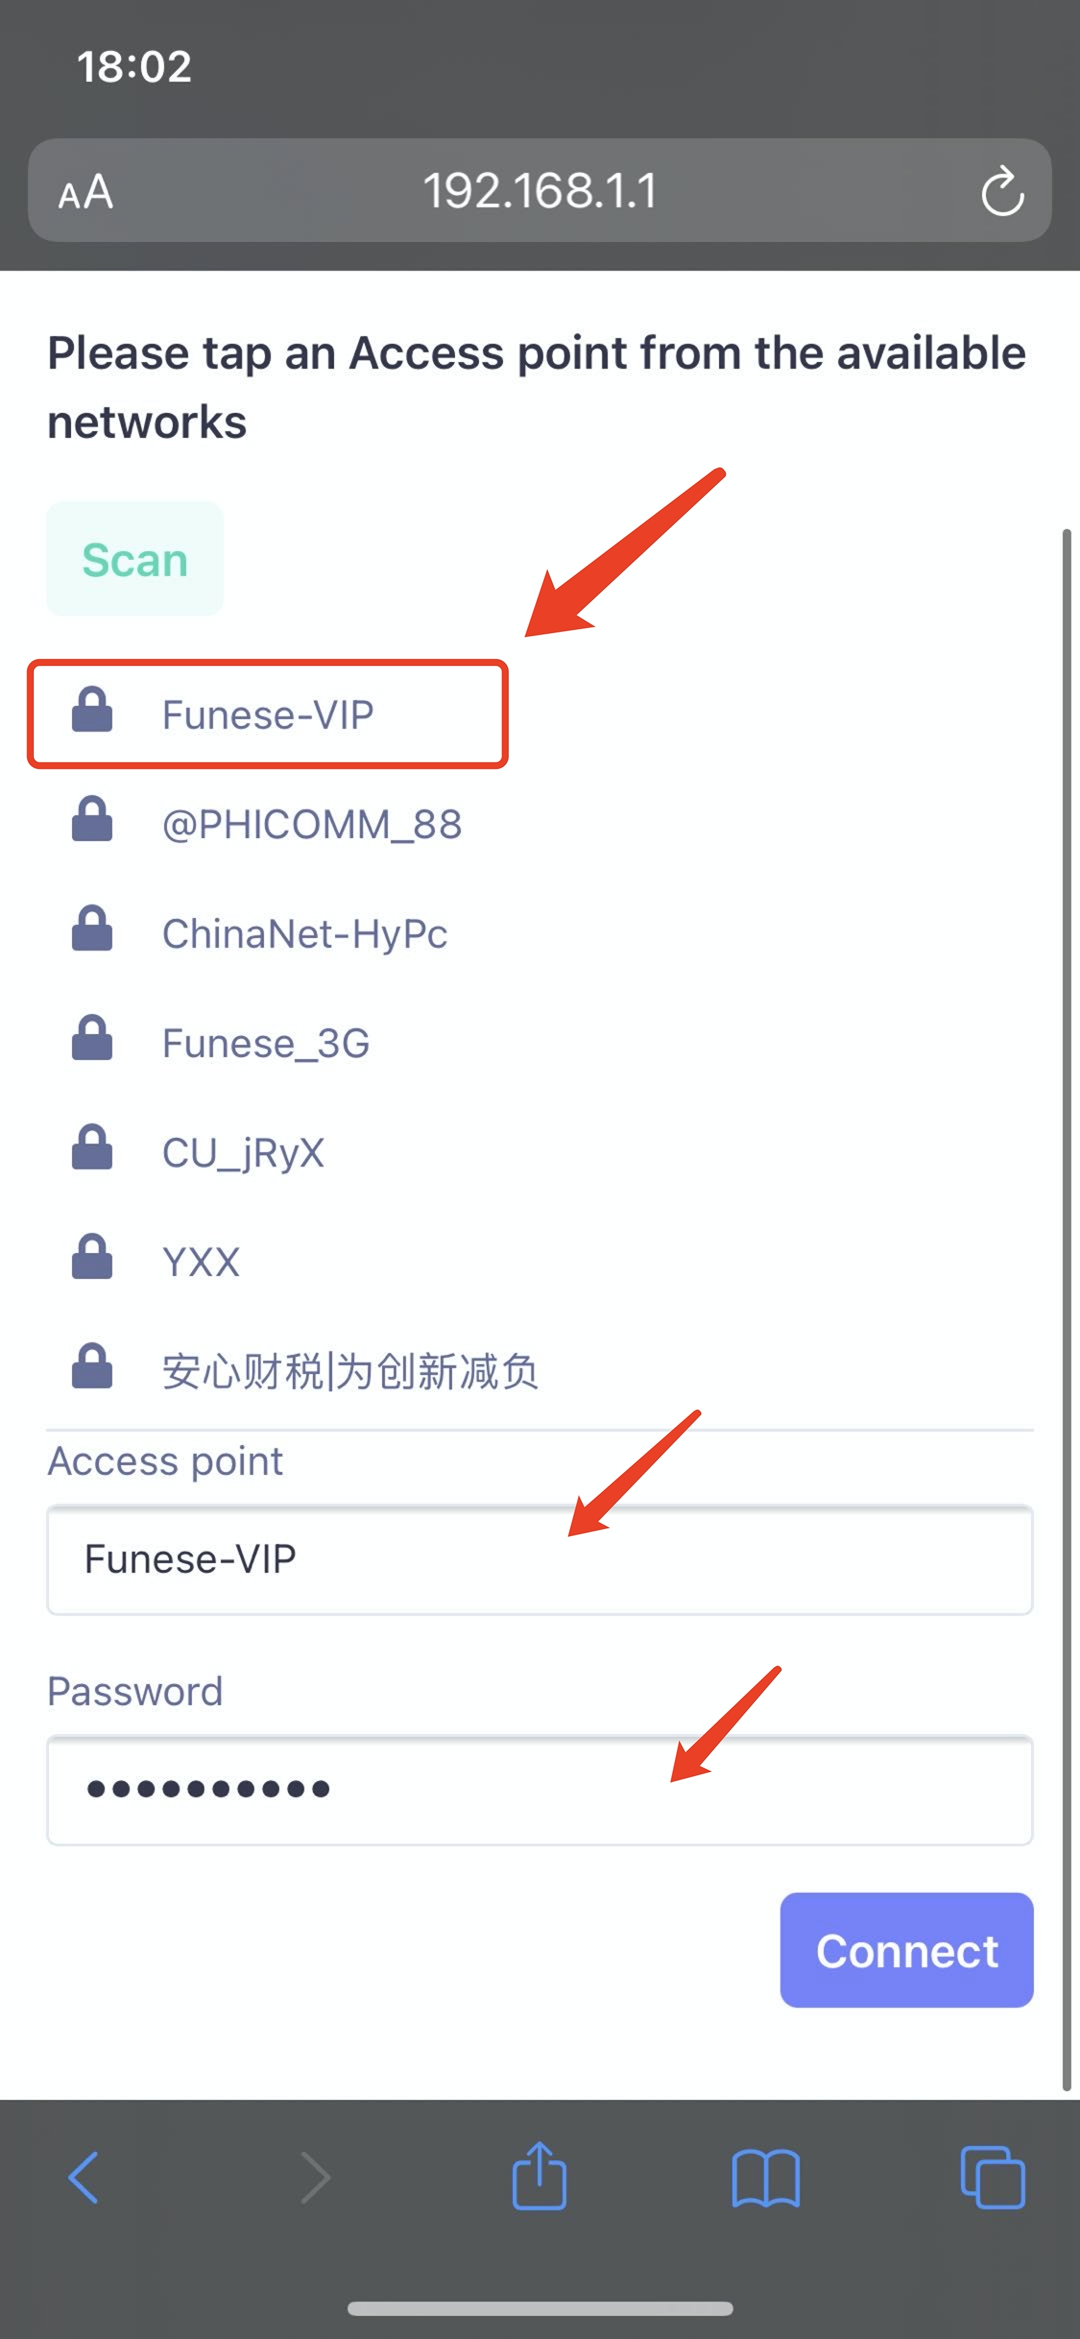 18:02
AA
192.168.1.1
Please tap an Access point from the available
networks
Scan
Funese-VIP
@PHICOMM_88
ChinaNet-HyPc
Funese_3G
CU_jRyX
YXX
安心财税|为创新减负
Access point
Funese-VIP
Password
••••••••••
Connect